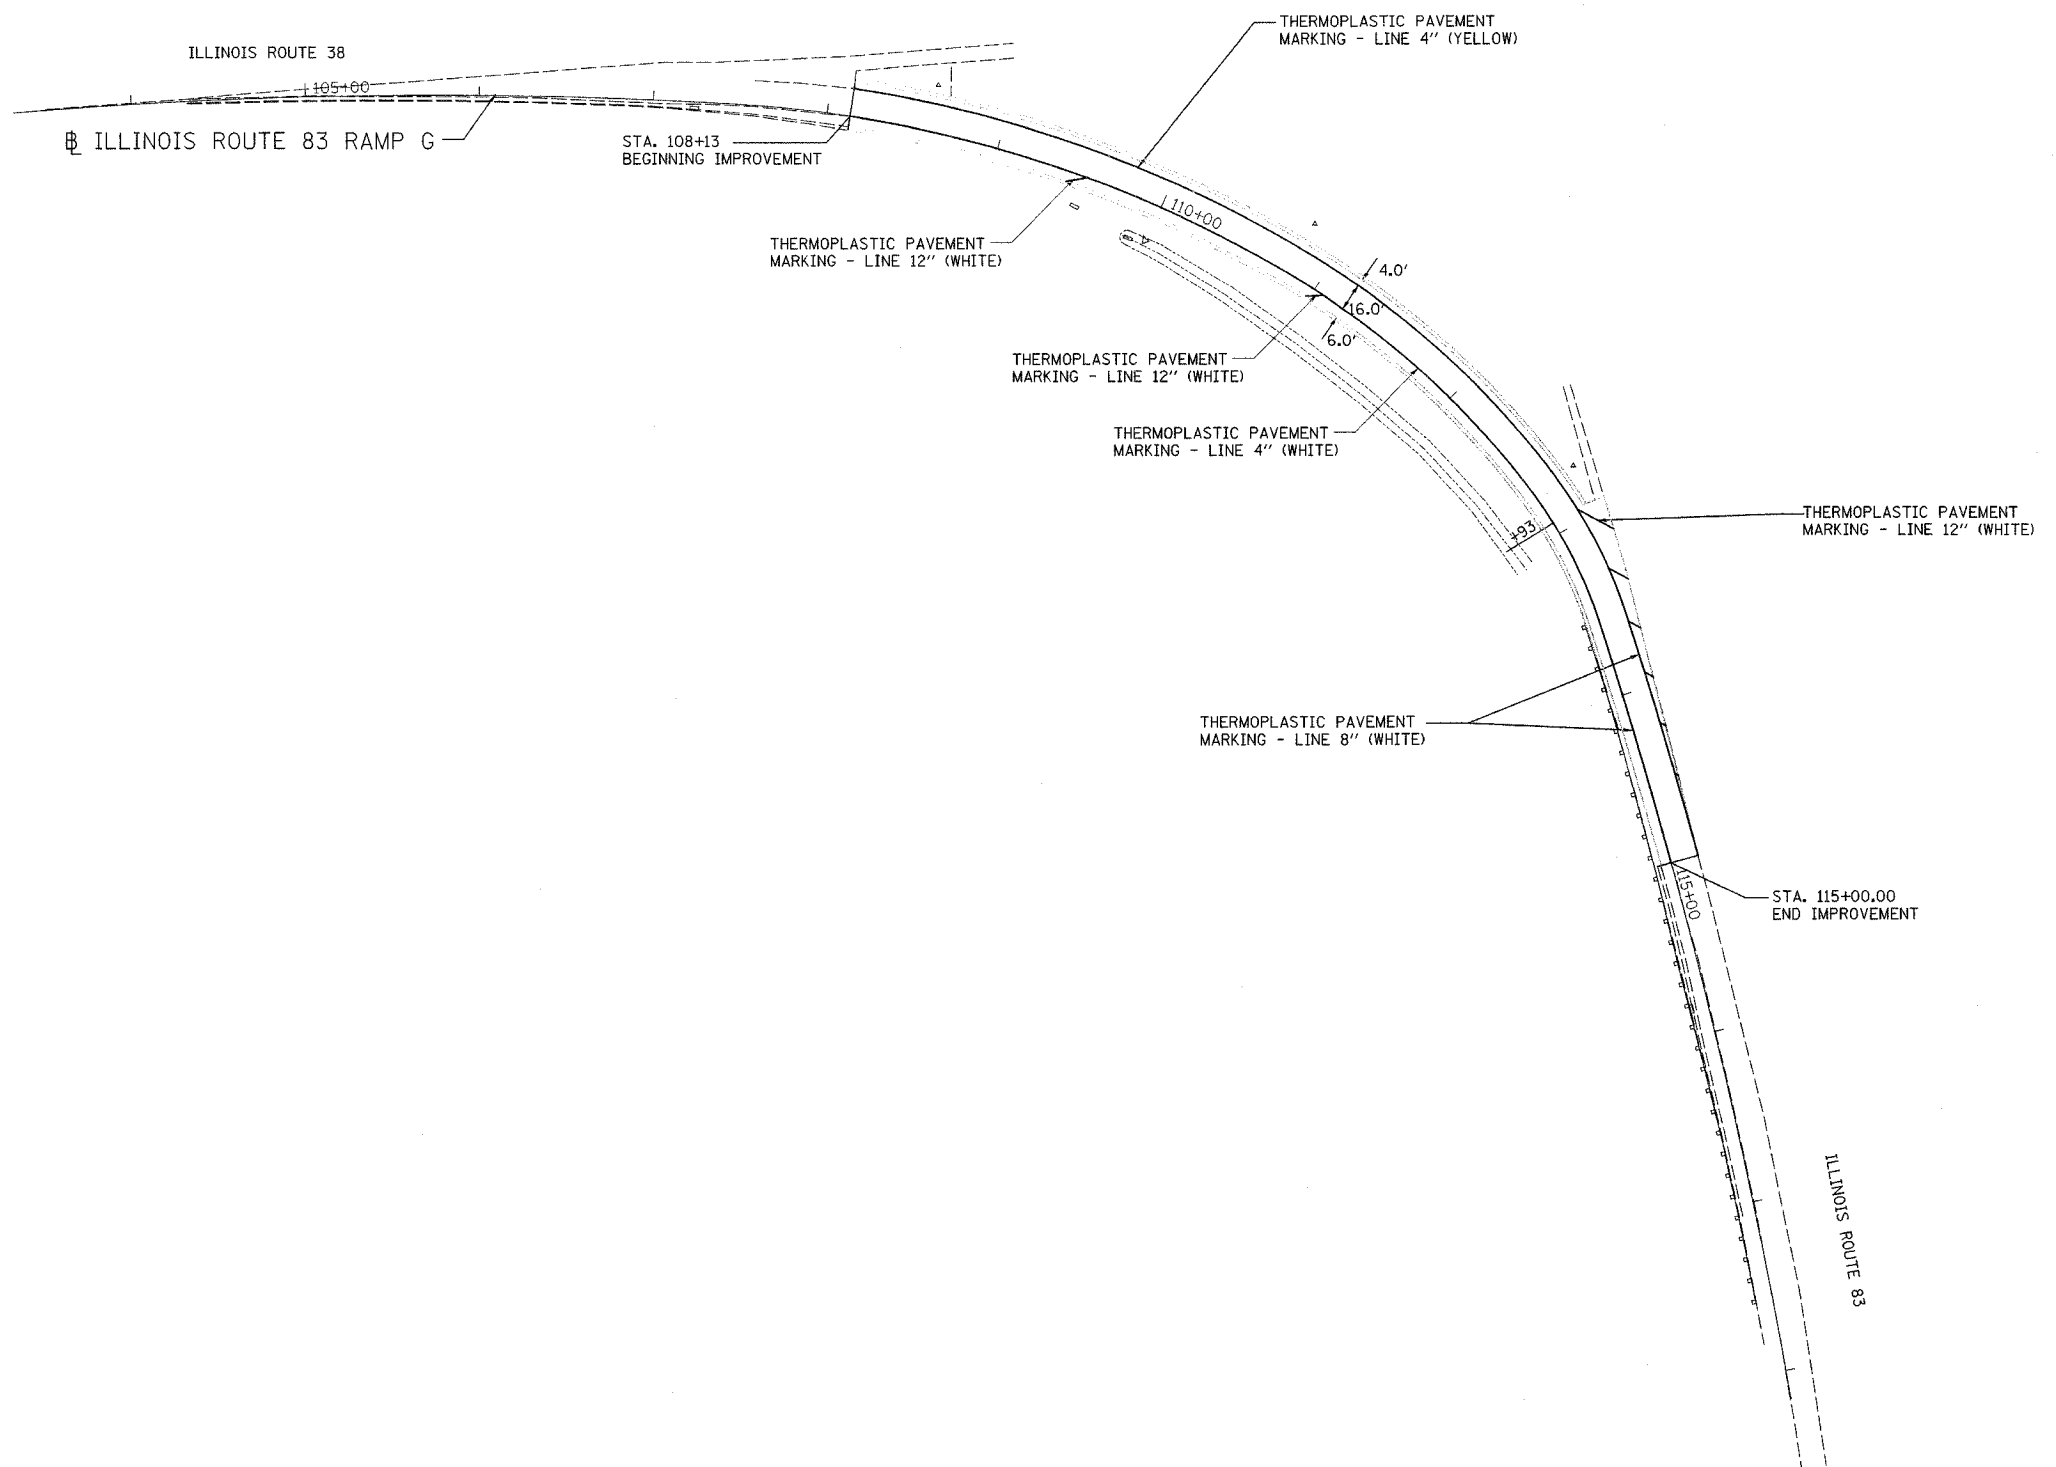 THERMOPLASTIC PAVEMENT
MARKING - LINE 4" (YELLOW)
ILLINOIS ROUTE 38
105+00
℄ ILLINOIS ROUTE 83 RAMP G
STA. 108+13
BEGINNING IMPROVEMENT
110+00
THERMOPLASTIC PAVEMENT
MARKING - LINE 12" (WHITE)
4.0'
16.0'
6.0'
THERMOPLASTIC PAVEMENT
MARKING - LINE 12" (WHITE)
THERMOPLASTIC PAVEMENT
MARKING - LINE 4" (WHITE)
+93
THERMOPLASTIC PAVEMENT
MARKING - LINE 12" (WHITE)
THERMOPLASTIC PAVEMENT
MARKING - LINE 8" (WHITE)
115+00
STA. 115+00.00
END IMPROVEMENT
ILLINOIS ROUTE 83